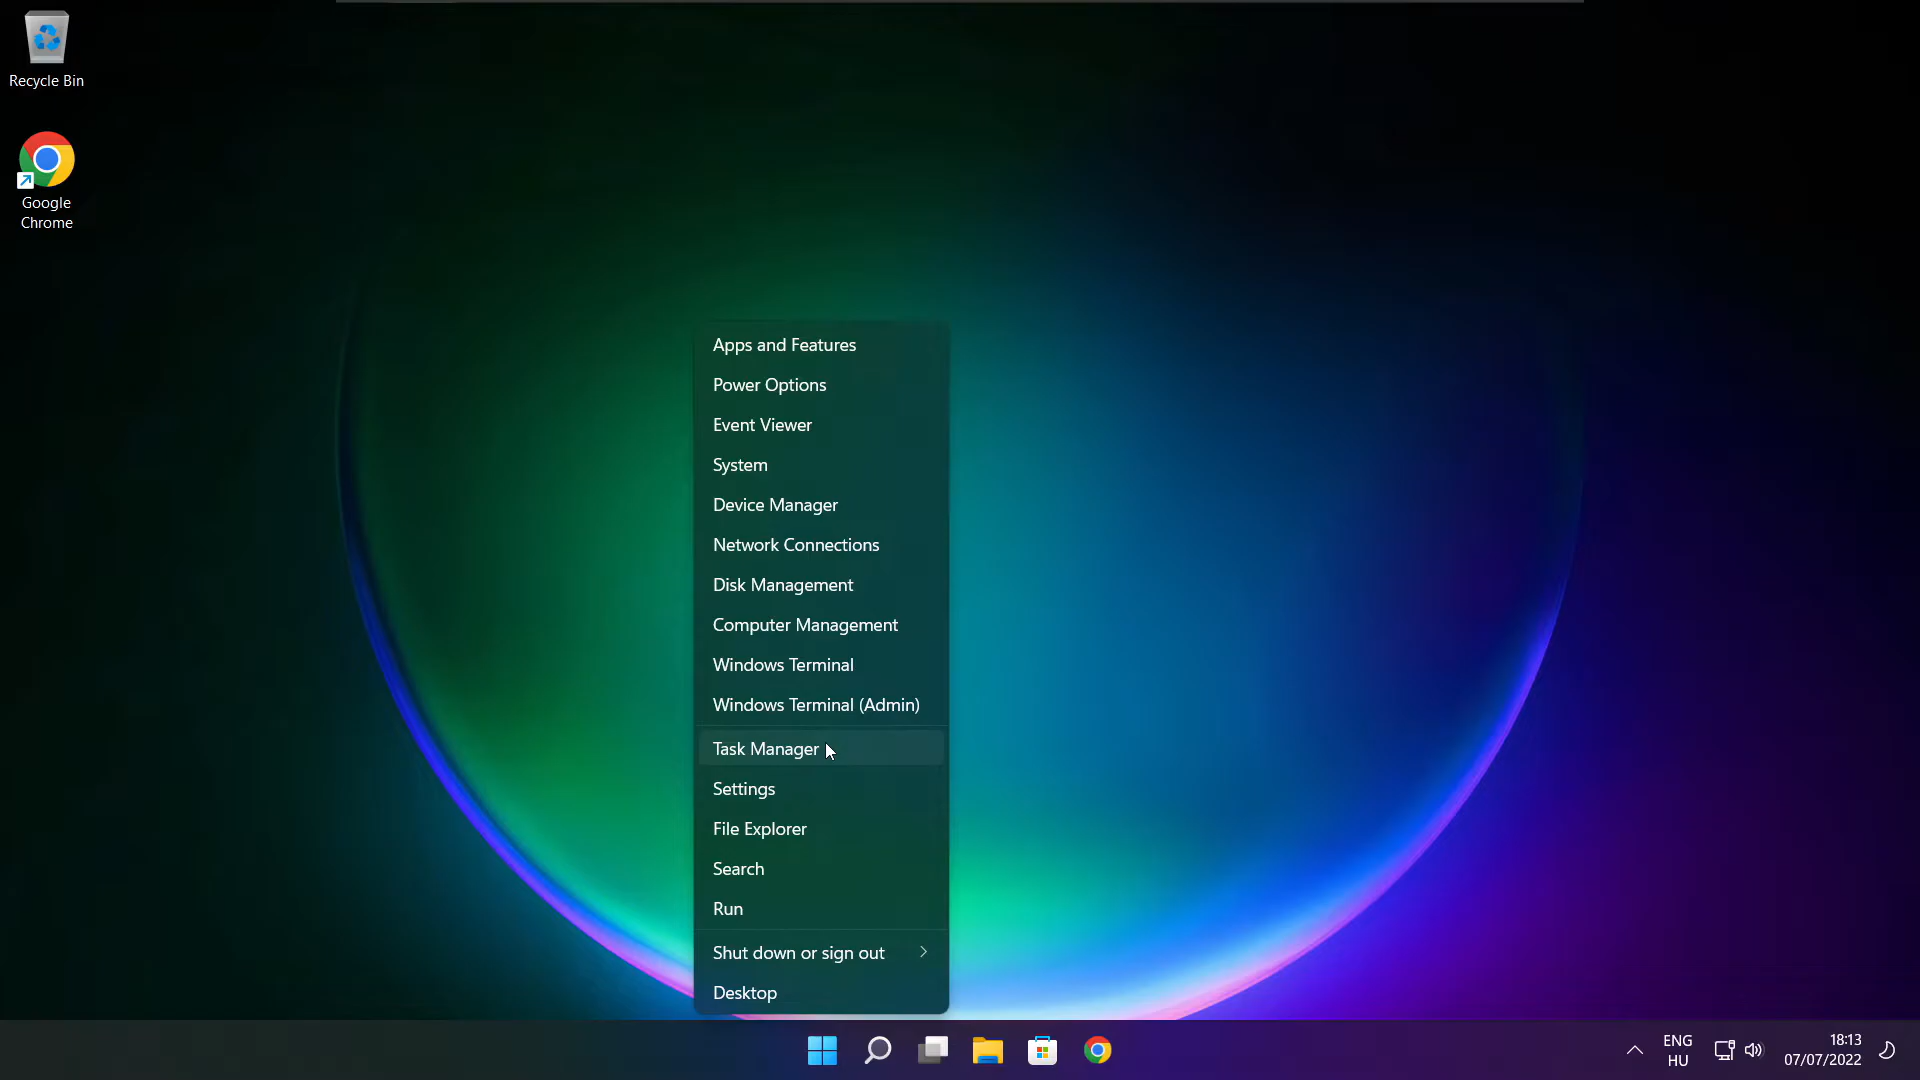 Recycle Bin
Google
Chrome
Apps and Features
Power Options
Event Viewer
System
Device Manager
Network Connections
Disk Management
Computer Management
Windows Terminal
Windows Terminal (Admin)
Task Manager
Settings
File Explorer
Search
Run
Shut down or sign out
Desktop
ENG
HU
18:13
07/07/2022